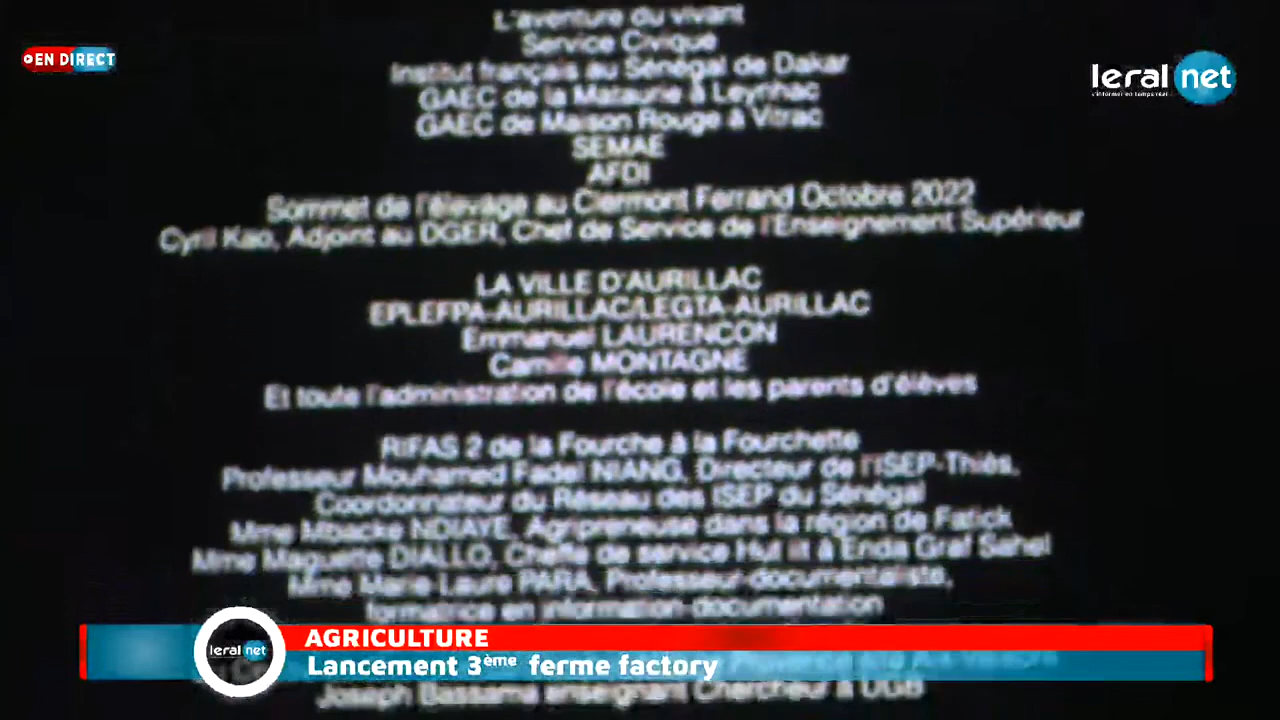 L'aventure du vivant
Service Civique
EN DIRECT
leral net
Institut français au Sénégal de Dakar
GAEC de la Mataurie à Leynhac
GAEC de Maison Rouge à Vitrac
SEMAE
AFDI
Sommet de l'élevage au Clermont Ferrand Octobre 2022
Cyril Kao, Adjoint au DGER, Chef de Service de l'Enseignement Supérieur
LA VILLE D'AURILLAC
EPLEFPA-AURILLAC/LEGTA-AURILLAC
Emmanuel LAURENCON
Camille MONTAGNE
Et toute l'administration de l'école et les parents d'élèves
RIFAS 2 de la Fourche à la Fourchette
Professeur Mouhamed Fadel NIANG, Directeur de l'ISEP-Thiès,
Coordonnateur du Réseau des ISEP du Sénégal
Mme Mbacke NDIAYE, Agripreneuse dans la région de Fatick
Mme Maguette DIALLO, Cheffe de service à Enda Graf Sahel
Mme Marie-Laure PARA, Professeur-documentaliste,
formatrice en information-documentation
AGRICULTURE
leral net
Lancement 3ème ferme factory
Joseph Bassama enseignant Chercheur à UGB